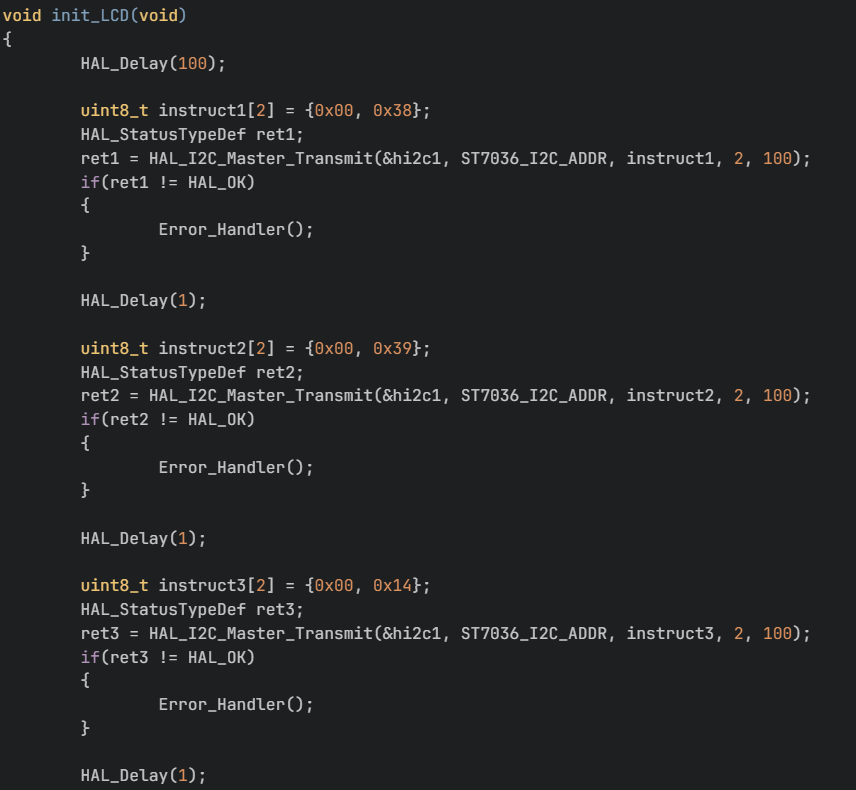 void init_LCD(void)
{
        HAL_Delay(100);

        uint8_t instruct1[2] = {0x00, 0x38};
        HAL_StatusTypeDef ret1;
        ret1 = HAL_I2C_Master_Transmit(&hi2c1, ST7036_I2C_ADDR, instruct1, 2, 100);
        if(ret1 != HAL_OK)
        {
                Error_Handler();
        }

        HAL_Delay(1);

        uint8_t instruct2[2] = {0x00, 0x39};
        HAL_StatusTypeDef ret2;
        ret2 = HAL_I2C_Master_Transmit(&hi2c1, ST7036_I2C_ADDR, instruct2, 2, 100);
        if(ret2 != HAL_OK)
        {
                Error_Handler();
        }

        HAL_Delay(1);

        uint8_t instruct3[2] = {0x00, 0x14};
        HAL_StatusTypeDef ret3;
        ret3 = HAL_I2C_Master_Transmit(&hi2c1, ST7036_I2C_ADDR, instruct3, 2, 100);
        if(ret3 != HAL_OK)
        {
                Error_Handler();
        }

        HAL_Delay(1);